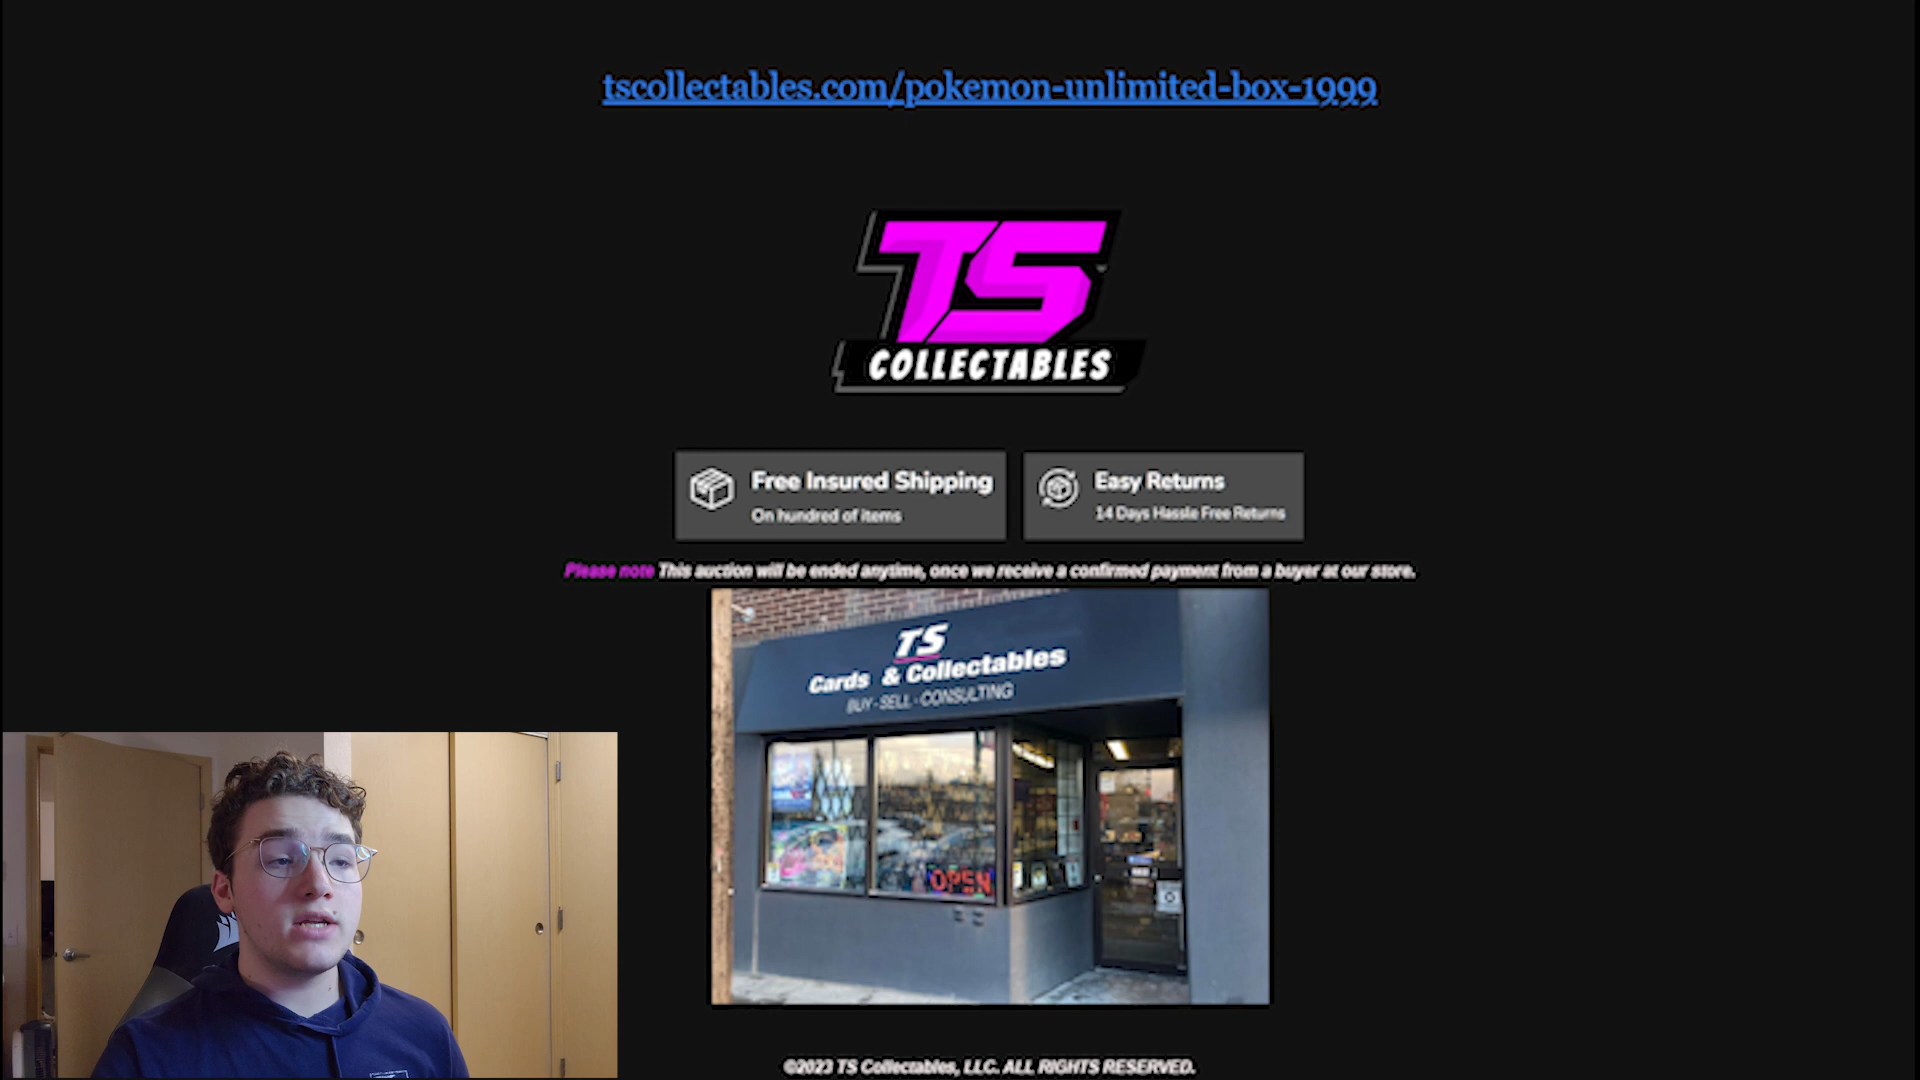 tscollectables.com/pokemon-unlimited-box-1999
TS
COLLECTABLES
Free Insured Shipping
On hundred of items
Easy Returns
14 Days Hassle Free Returns
Please note This auction will be ended anytime, once we receive a confirmed payment from a buyer at our store.
TS
Cards & Collectables
BUY - SELL - CONSULTING
OPEN
©2023 TS Collectables, LLC. ALL RIGHTS RESERVED.